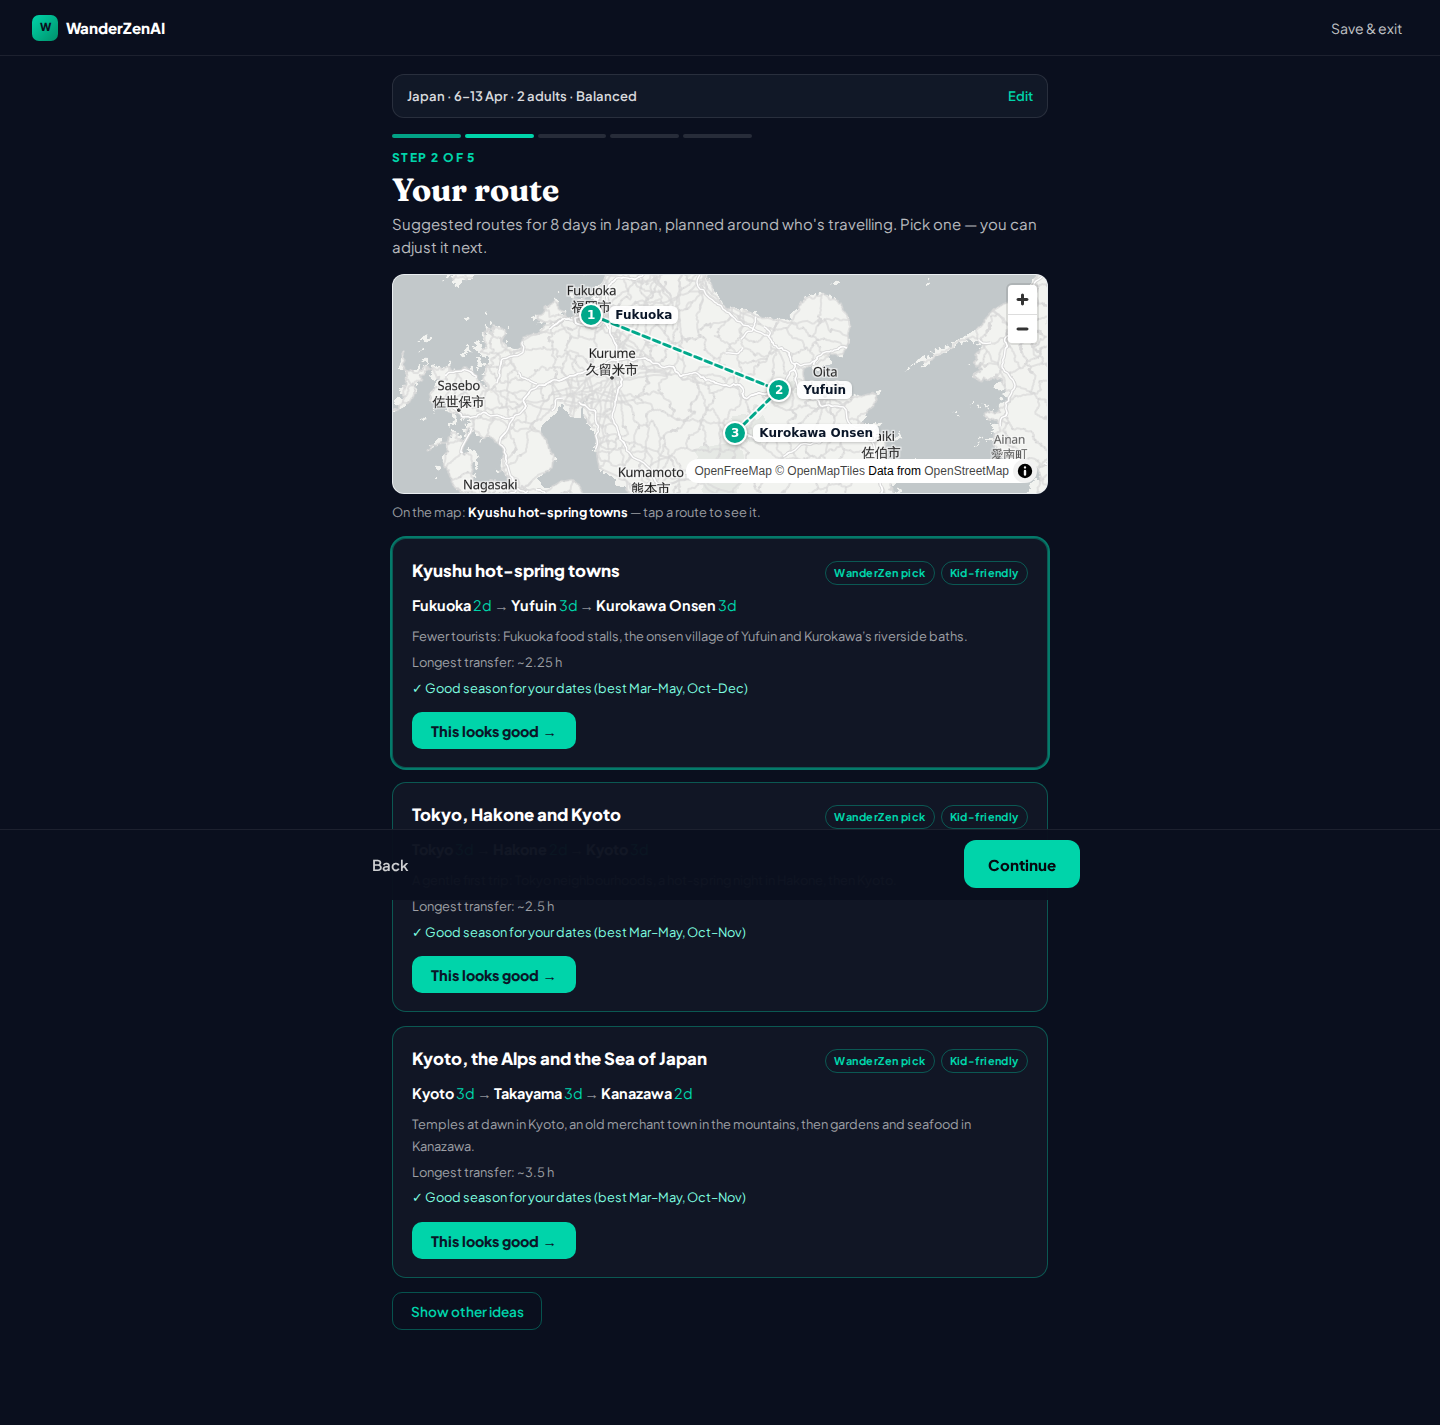 W WanderZenAI
Save & exit
Japan · 6–13 Apr · 2 adults · Balanced
Edit
STEP 2 OF 5
Your route
Suggested routes for 8 days in Japan, planned around who's travelling. Pick one — you can
adjust it next.
Fukuoka
1 Fukuoka
Kurume
久留米市
Sasebo
佐世保市
Oita
2 Yufuin
3 Kurokawa Onsen
佐伯市
Ainan
愛南町
Kumamoto
熊本市
Nagasaki
OpenFreeMap © OpenMapTiles Data from OpenStreetMap
On the map: Kyushu hot-spring towns — tap a route to see it.
Kyushu hot-spring towns
WanderZen pick
Kid-friendly
Fukuoka 2d → Yufuin 3d → Kurokawa Onsen 3d
Fewer tourists: Fukuoka food stalls, the onsen village of Yufuin and Kurokawa's riverside baths.
Longest transfer: ~2.25 h
✓ Good season for your dates (best Mar–May, Oct–Dec)
This looks good →
Tokyo, Hakone and Kyoto
WanderZen pick
Kid-friendly
Tokyo 3d → Hakone 2d → Kyoto 3d
Back
Continue
Longest transfer: ~2.5 h
✓ Good season for your dates (best Mar–May, Oct–Nov)
This looks good →
Kyoto, the Alps and the Sea of Japan
WanderZen pick
Kid-friendly
Kyoto 3d → Takayama 3d → Kanazawa 2d
Temples at dawn in Kyoto, an old merchant town in the mountains, then gardens and seafood in
Kanazawa.
Longest transfer: ~3.5 h
✓ Good season for your dates (best Mar–May, Oct–Nov)
This looks good →
Show other ideas